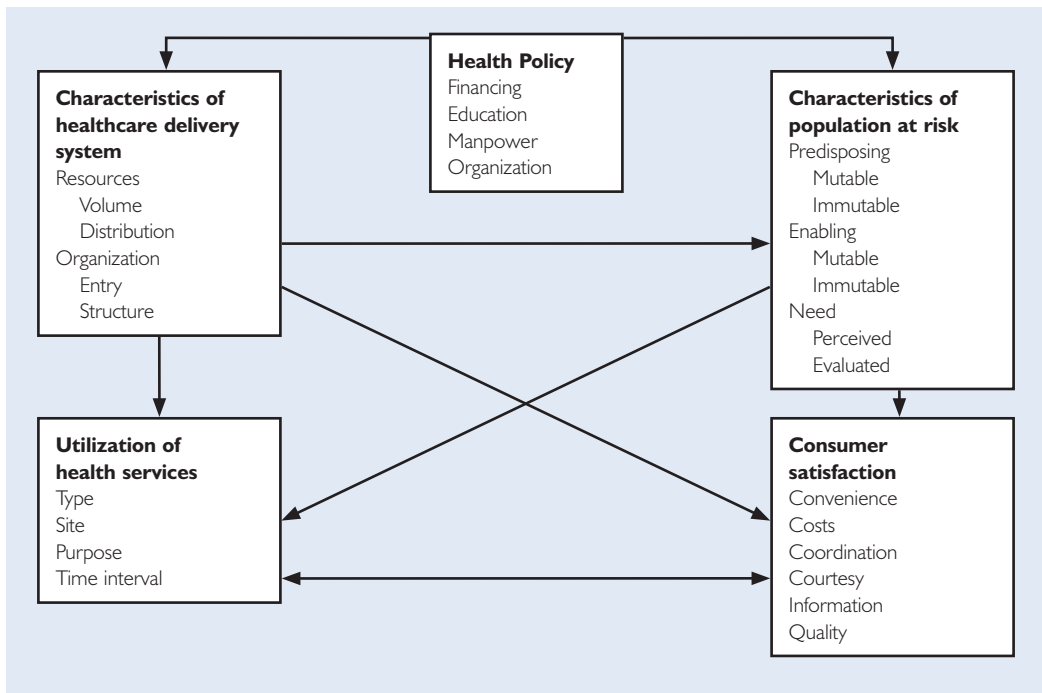 Health Policy
Financing
Education
Manpower
Organization
Characteristics of
healthcare delivery
system
Resources
Volume
Distribution
Organization
Entry
Structure
Characteristics of
population at risk
Predisposing
Mutable
Immutable
Enabling
Mutable
Immutable
Need
Perceived
Evaluated
Utilization of
health services
Type
Site
Purpose
Time interval
Consumer
satisfaction
Convenience
Costs
Coordination
Courtesy
Information
Quality